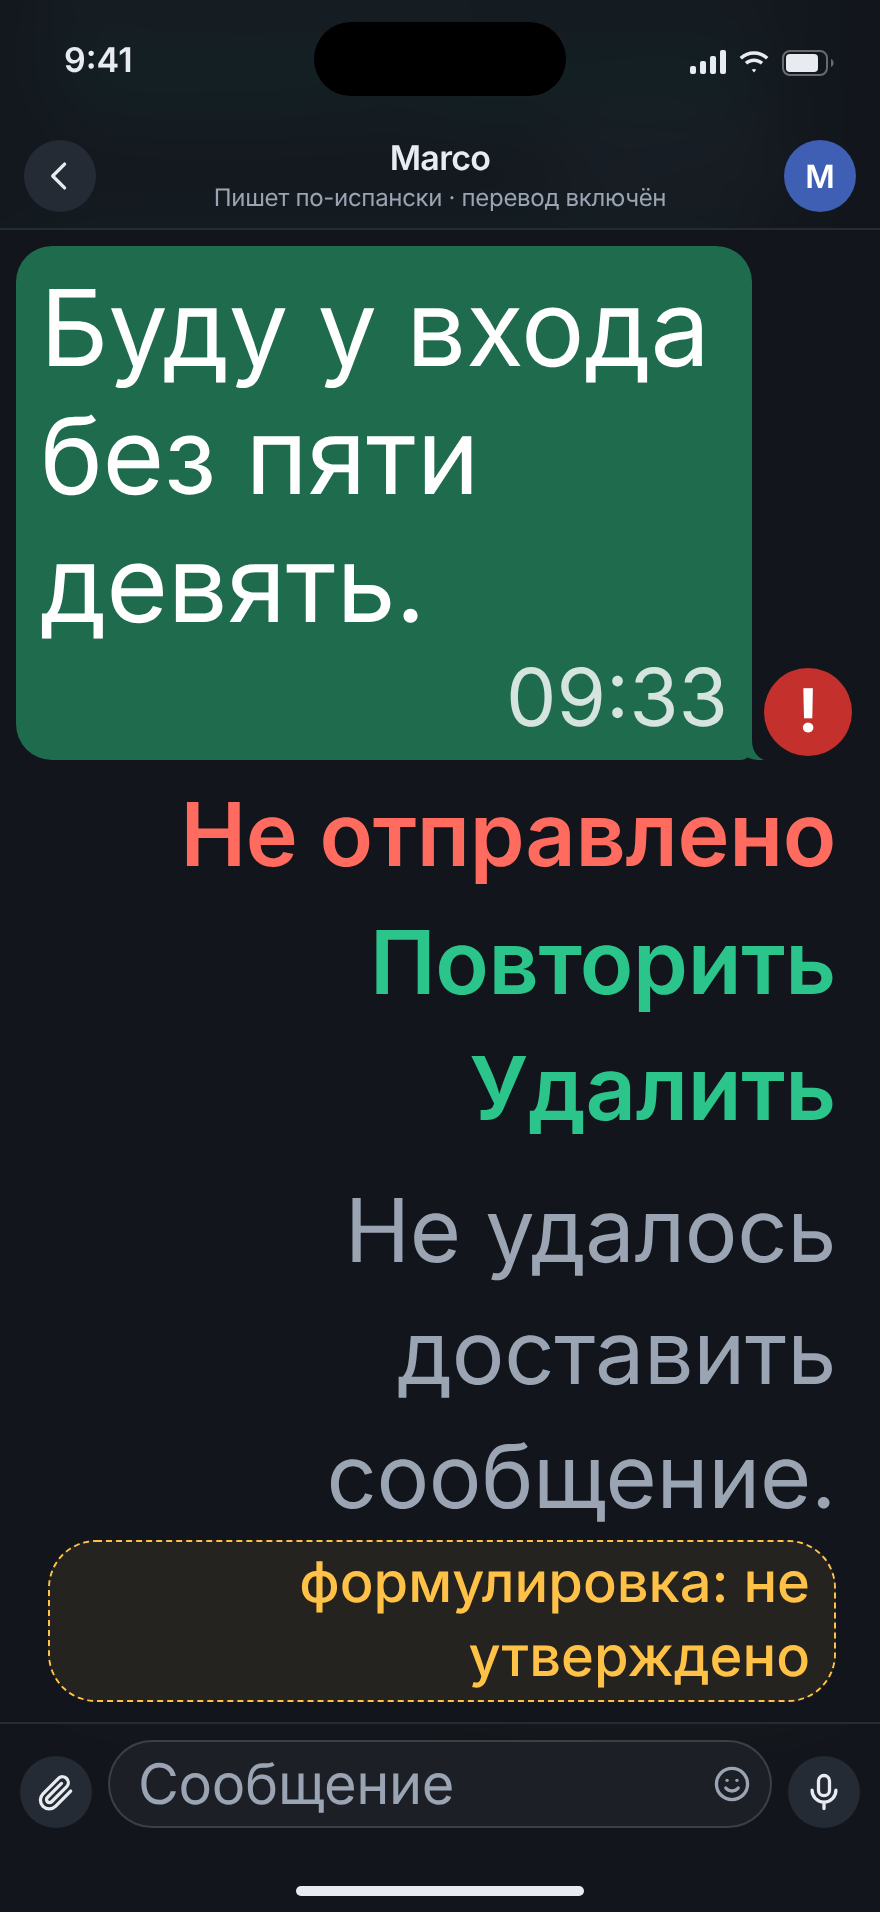 9:41
Marco
Пишет по-испански · перевод включён
M
Буду у входа
без пяти
девять.
09:33
!
Не отправлено
Повторить
Удалить
Не удалось
доставить
сообщение.
формулировка: не
утверждено
Сообщение